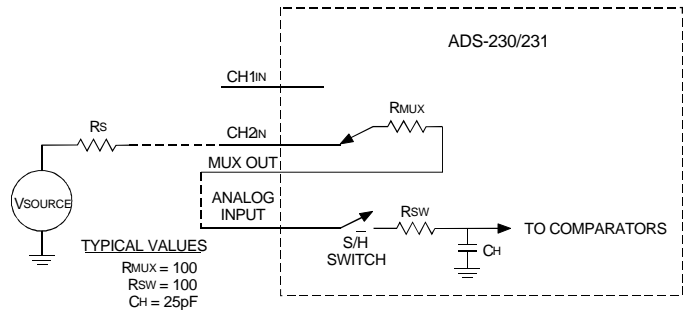 ADS-230/231
CH1IN
RMUX
RS
CH2IN
MUX OUT
VSOURCE
ANALOG
INPUT
RSW
TO COMPARATORS
S/H
SWITCH
CH
TYPICAL VALUES
RMUX = 100
RSW = 100
CH = 25pF